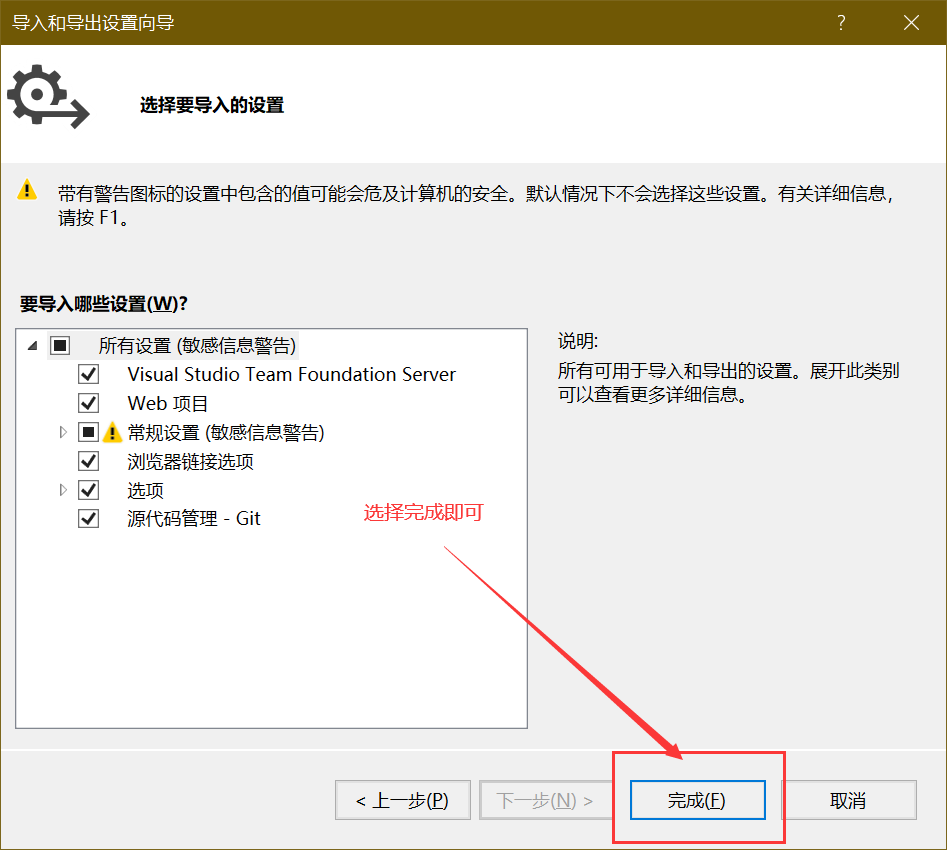 导入和导出设置向导
选择要导入的设置
带有警告图标的设置中包含的值可能会危及计算机的安全。默认情况下不会选择这些设置。有关详细信息，
请按 F1。
要导入哪些设置(W)?
所有设置 (敏感信息警告)
Visual Studio Team Foundation Server
Web 项目
常规设置 (敏感信息警告)
浏览器链接选项
选项
源代码管理 - Git
说明:
所有可用于导入和导出的设置。展开此类别
可以查看更多详细信息。
选择完成即可
< 上一步(P)
下一步(N) >
完成(F)
取消